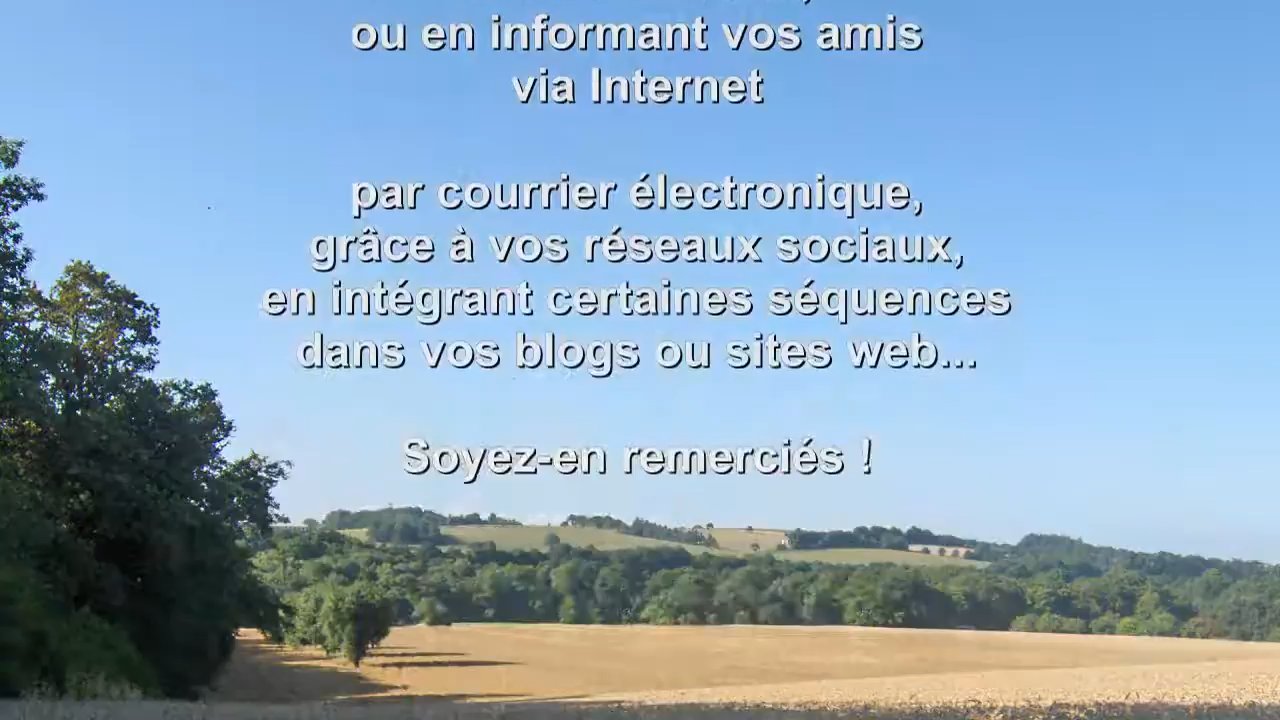 ou en informant vos amis
via Internet
par courrier électronique,
grâce à vos réseaux sociaux,
en intégrant certaines séquences
dans vos blogs ou sites web...
Soyez-en remerciés !